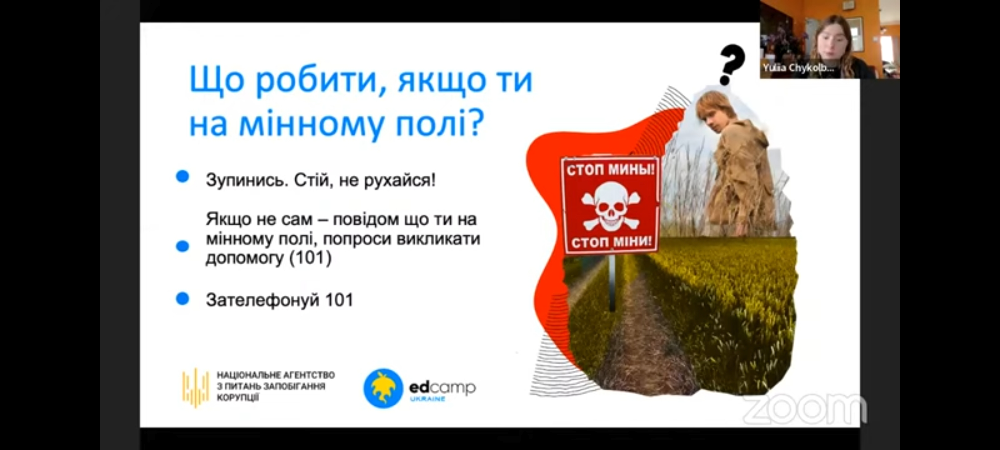 Що робити, якщо ти
на мінному полі?
Зупинись. Стій, не рухайся!
Якщо не сам – повідом що ти на
мінному полі, попроси викликати
допомогу (101)
Зателефонуй 101
НАЦІОНАЛЬНЕ АГЕНТСТВО
З ПИТАНЬ ЗАПОБІГАННЯ
КОРУПЦІЇ
edcamp
UKRAINE
?
СТОП МИНЫ!
СТОП МІНИ!
Yuliia Chykolb...
zoom